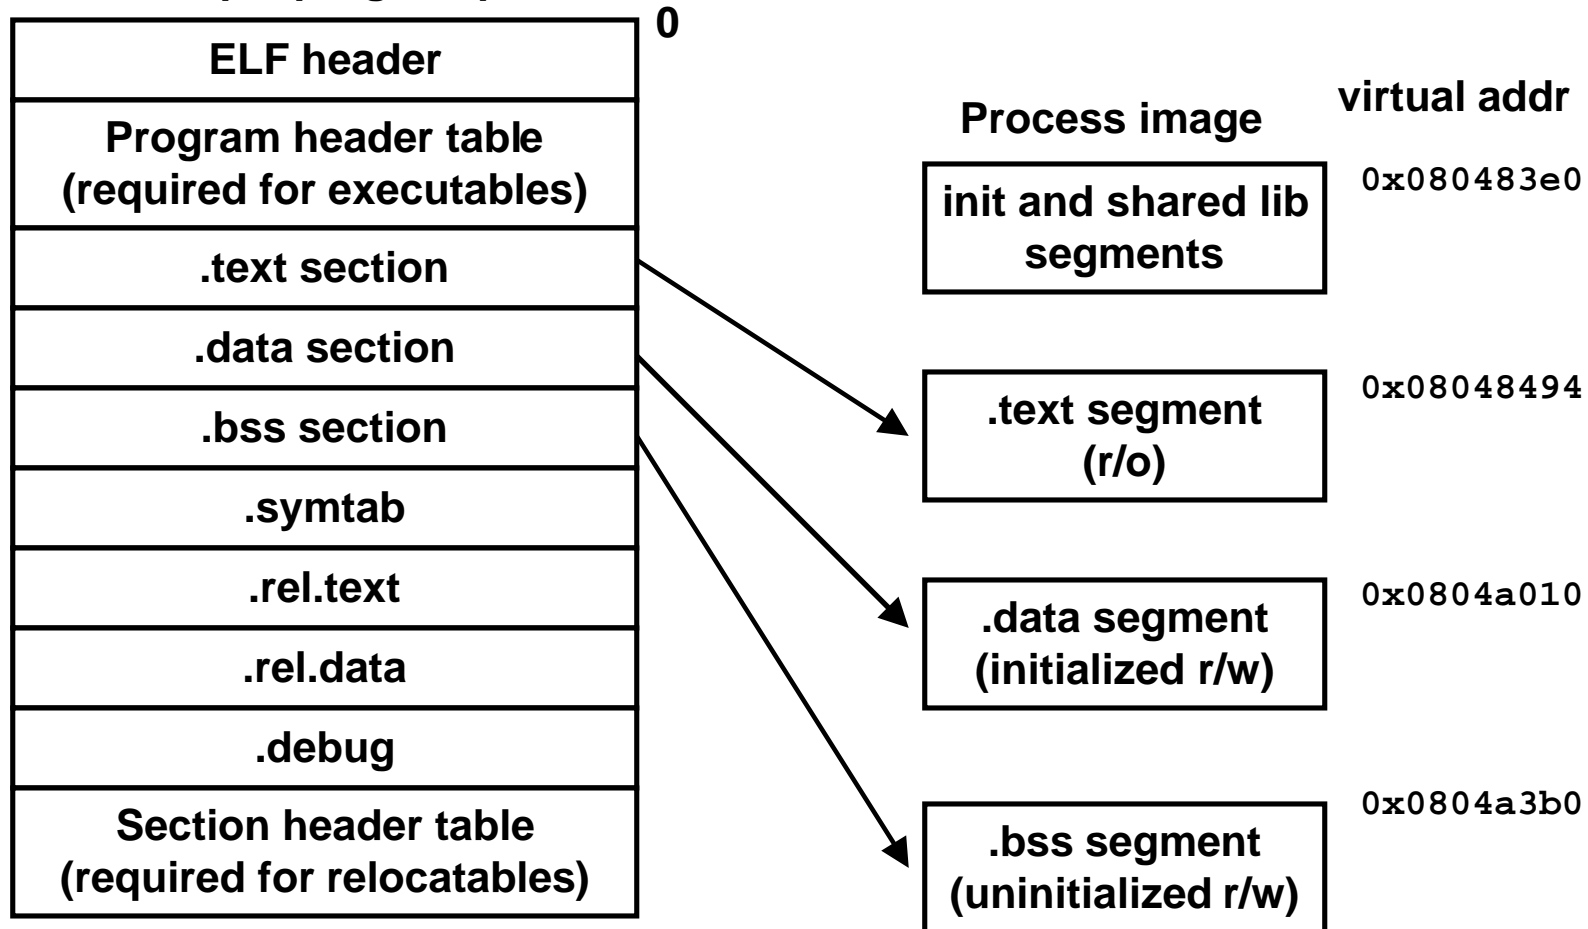 0
ELF header
Program header table
(required for executables)
.text section
.data section
.bss section
.symtab
.rel.text
.rel.data
.debug
Section header table
(required for relocatables)
Process image
virtual addr
init and shared lib
segments
0x080483e0
.text segment
(r/o)
0x08048494
.data segment
(initialized r/w)
0x0804a010
.bss segment
(uninitialized r/w)
0x0804a3b0